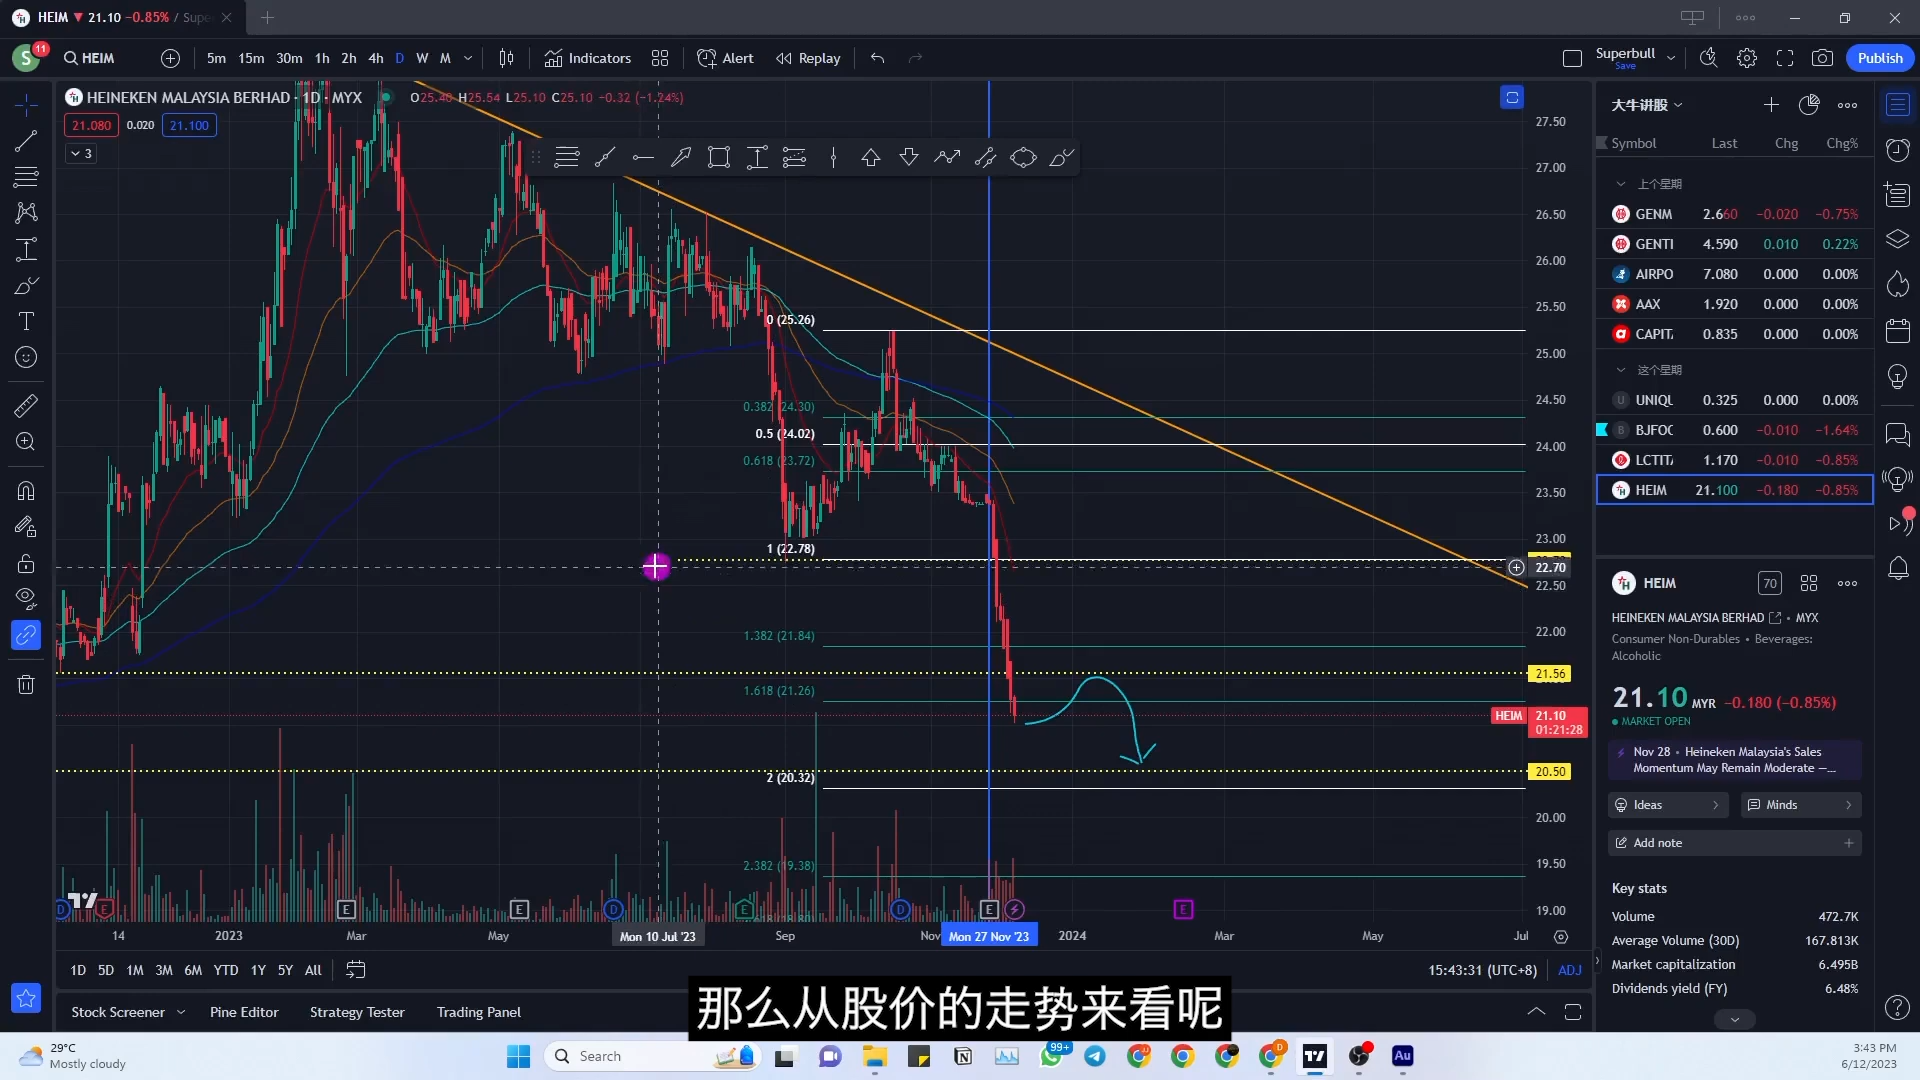 HEIM ▼ 21.10 −0.85% / Supe
S 11 HEIM 5m 15m 30m 1h 2h 4h D W M Indicators Alert Replay Superbull Save Publish
HEINEKEN MALAYSIA BERHAD · 1D · MYX O25.40 H25.54 L25.10 C25.10 −0.32 (−1.24%)
21.080 0.020 21.100
3
27.50
27.00
26.50
26.00
25.50
25.00
24.50
24.00
23.50
23.00
22.70
22.50
22.00
21.56
HEIM 21.10
01:21:28
20.50
20.00
19.50
19.00
0 (25.26)
0.382 (24.30)
0.5 (24.02)
0.618 (23.72)
1 (22.78)
1.382 (21.84)
1.618 (21.26)
2 (20.32)
2.382 (19.38)
D E E E D E D E E
14 2023 Mar May Mon 10 Jul '23 Sep Nov Mon 27 Nov '23 2024 Mar May Jul
1D 5D 1M 3M 6M YTD 1Y 5Y All 15:43:31 (UTC+8) ADJ
Stock Screener Pine Editor Strategy Tester Trading Panel
那么从股价的走势来看呢
大牛讲股
Symbol Last Chg Chg%
上个星期
GENM 2.660 −0.020 −0.75%
GENTI 4.590 0.010 0.22%
AIRPO 7.080 0.000 0.00%
AAX 1.920 0.000 0.00%
CAPIT 0.835 0.000 0.00%
这个星期
U UNIQL 0.325 0.000 0.00%
B BJFOC 0.600 −0.010 −1.64%
LCTIT 1.170 −0.010 −0.85%
HEIM 21.100 −0.180 −0.85%
HEIM 70
HEINEKEN MALAYSIA BERHAD • MYX
Consumer Non-Durables • Beverages:
Alcoholic
21.10 MYR −0.180 (−0.85%)
MARKET OPEN
Nov 28 • Heineken Malaysia's Sales
Momentum May Remain Moderate —...
Ideas Minds
Add note
Key stats
Volume 472.7K
Average Volume (30D) 167.813K
Market capitalization 6.495B
Dividends yield (FY) 6.48%
29°C
Mostly cloudy
Search
99+
Au
3:43 PM
6/12/2023